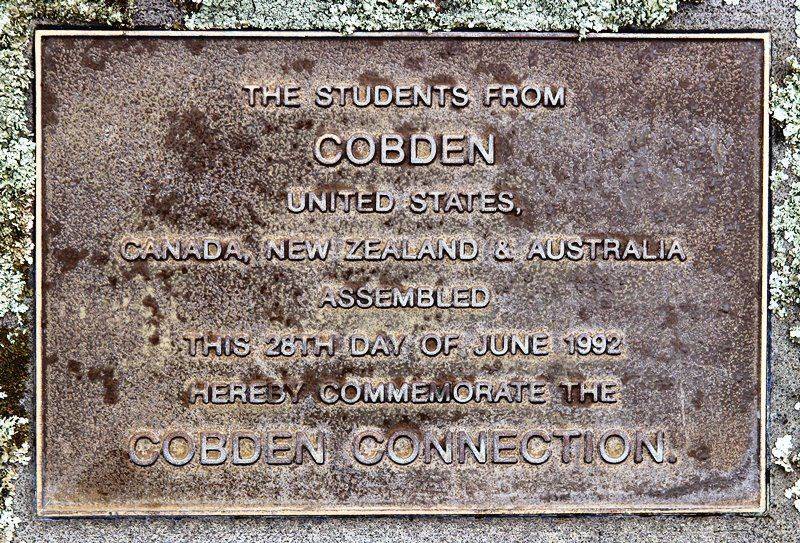 THE STUDENTS FROM
COBDEN
UNITED STATES,
CANADA, NEW ZEALAND & AUSTRALIA
ASSEMBLED
THIS 28TH DAY OF JUNE 1992
HEREBY COMMEMORATE THE
COBDEN CONNECTION.